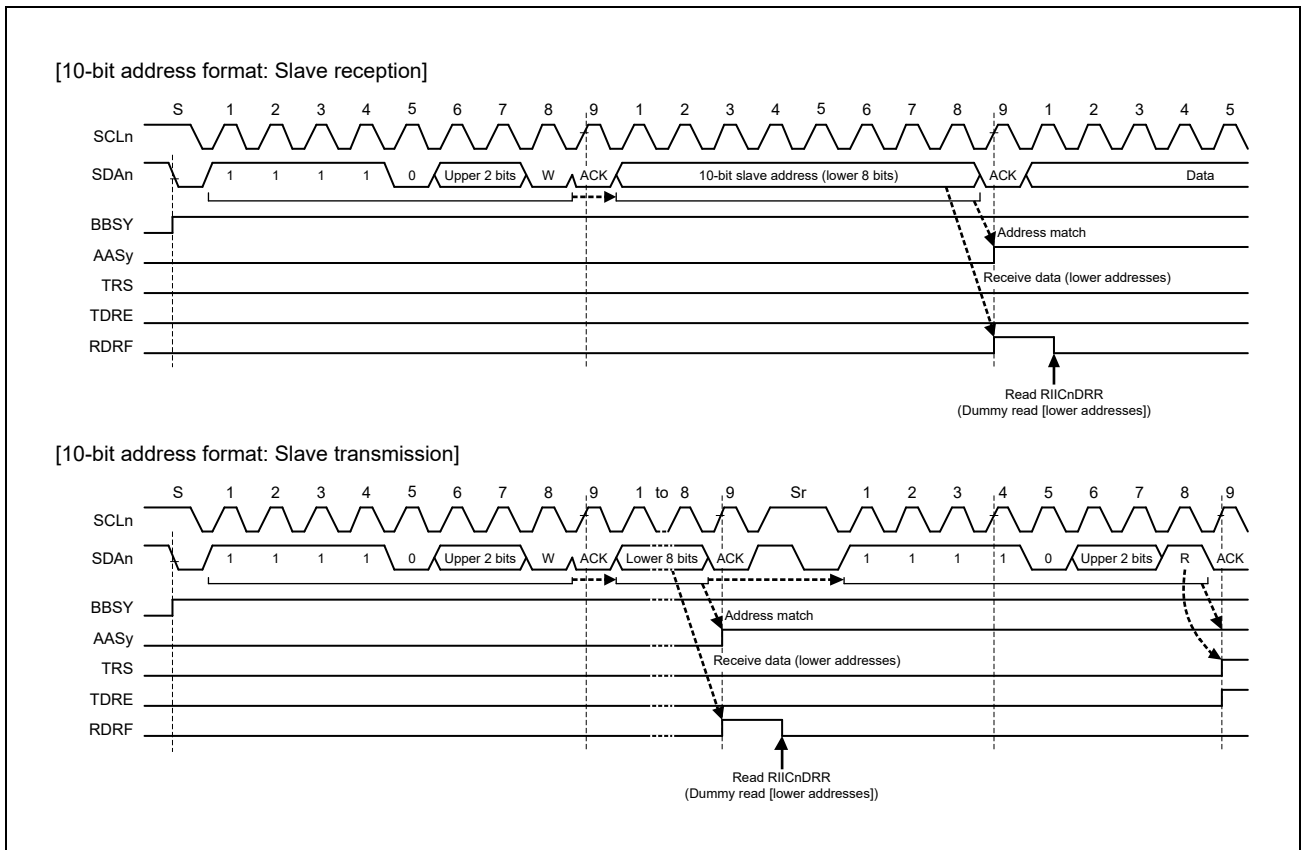 [10-bit address format: Slave reception]
S 1 2 3 4 5 6 7 8 9 1 2 3 4 5 6 7 8 9 1 2 3 4 5
SCLn
SDAn 1 1 1 1 0 Upper 2 bits W ACK 10-bit slave address (lower 8 bits) ACK Data
BBSY
Address match
AASy
Receive data (lower addresses)
TRS
TDRE
RDRF
Read RIICnDRR
(Dummy read [lower addresses])
[10-bit address format: Slave transmission]
S 1 2 3 4 5 6 7 8 9 1 to 8 9 Sr 1 2 3 4 5 6 7 8 9
SCLn
SDAn 1 1 1 1 0 Upper 2 bits W ACK Lower 8 bits ACK 1 1 1 1 0 Upper 2 bits R ACK
BBSY
Address match
AASy
Receive data (lower addresses)
TRS
TDRE
RDRF
Read RIICnDRR
(Dummy read [lower addresses])